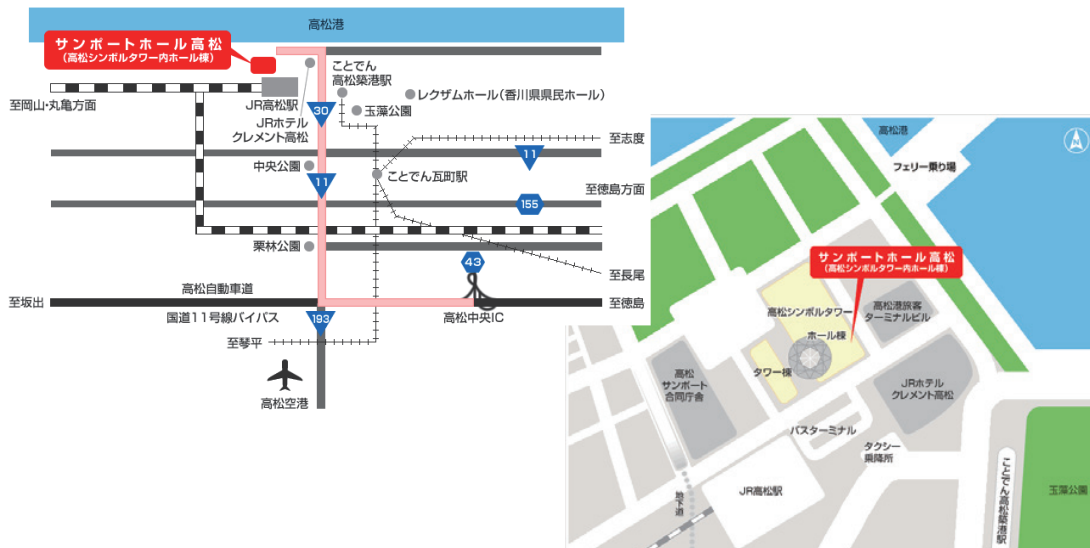 高松港
サンポートホール高松
(高松シンボルタワー内ホール棟)
ことでん
高松築港駅
レクザムホール(香川県県民ホール)
至岡山・丸亀方面
JR高松駅
玉藻公園
30
JRホテル
クレメント高松
至志度
中央公園
11
11
ことでん瓦町駅
至徳島方面
155
栗林公園
43
至長尾
高松自動車道
至坂出
至徳島
国道11号線バイパス
193
高松中央IC
至琴平
高松空港
高松港
フェリー乗り場
サンポートホール高松
(高松シンボルタワー内ホール棟)
高松シンボルタワー
高松港旅客
ターミナルビル
ホール棟
タワー棟
高松
サンポート
合同庁舎
JRホテル
クレメント高松
バスターミナル
タクシー
乗降所
JR高松駅
地下道
ことでん高松築港駅
玉藻公園